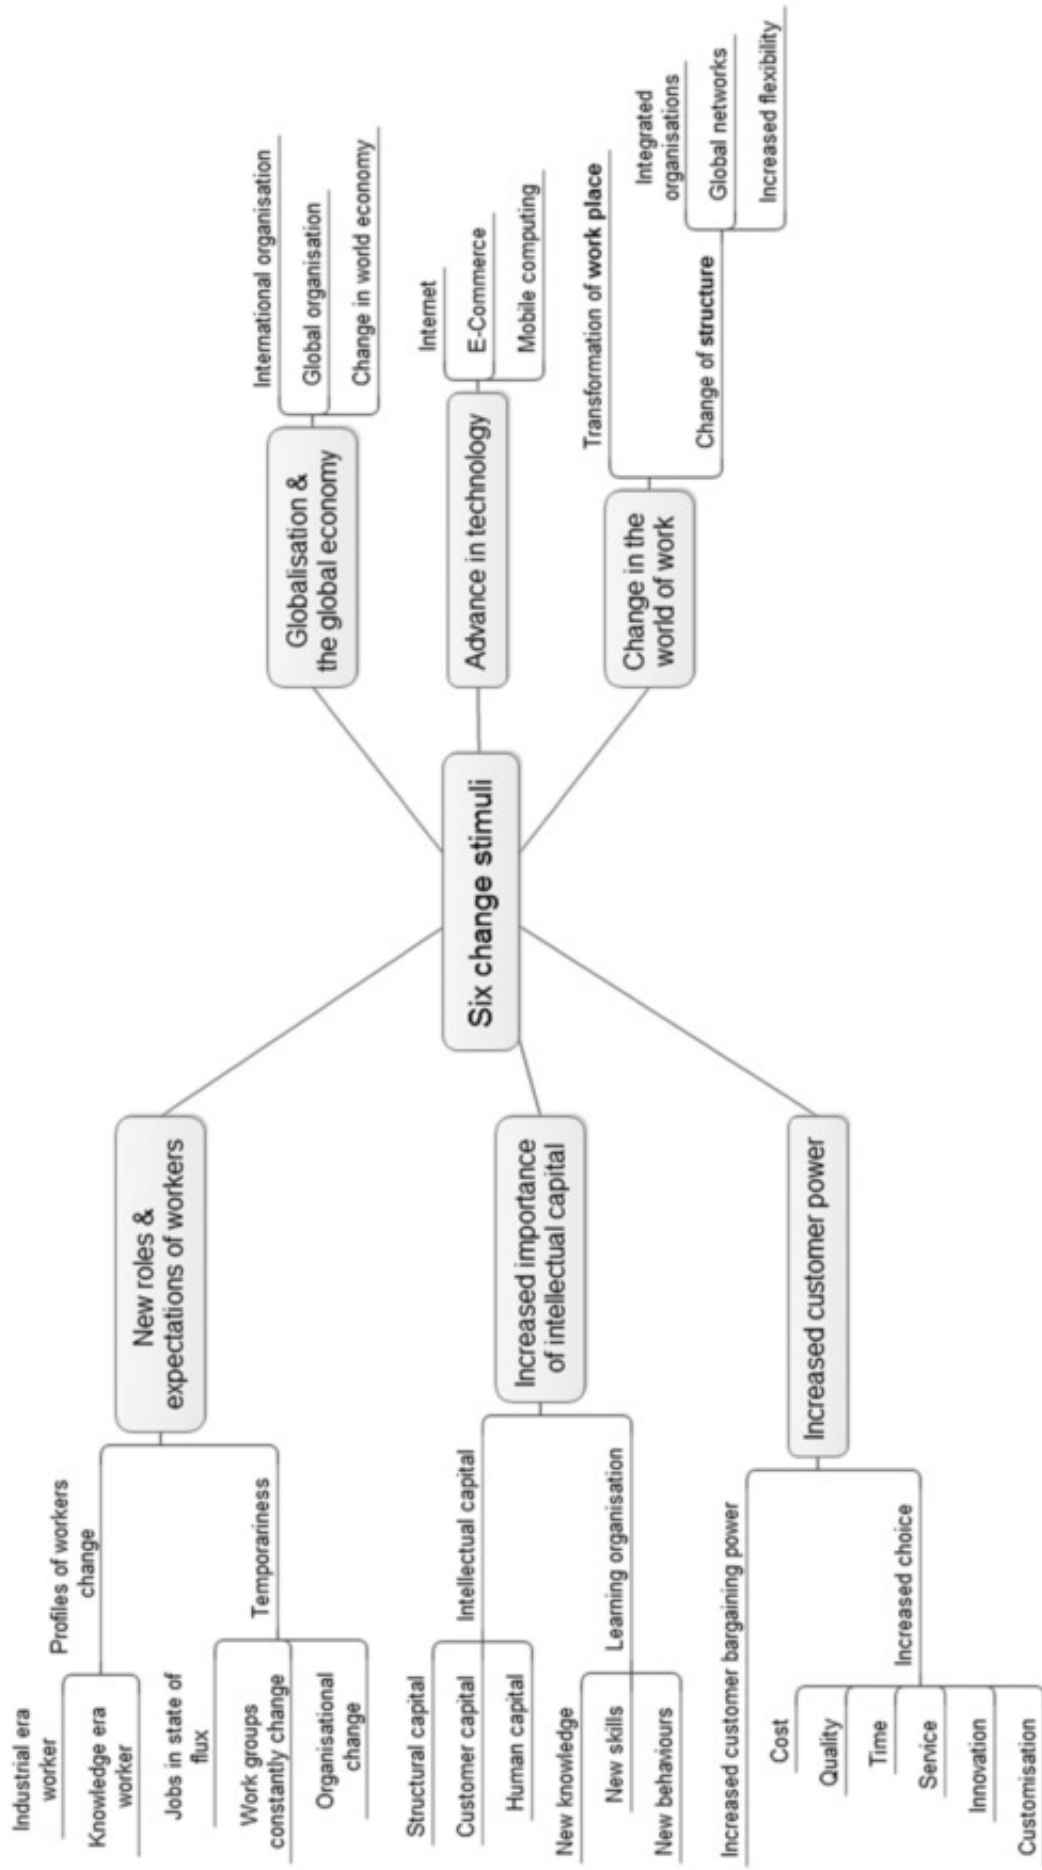 Six change stimuli
New roles &
expectations of workers
Profiles of workers
change
Industrial era
worker
Knowledge era
worker
Temporariness
Jobs in state of
flux
Work groups
constantly change
Organisational
change
Increased importance
of intellectual capital
Intellectual capital
Structural capital
Customer capital
Human capital
Learning organisation
New knowledge
New skills
New behaviours
Increased customer power
Increased customer bargaining power
Increased choice
Cost
Quality
Time
Service
Innovation
Customisation
Globalisation &
the global economy
International organisation
Global organisation
Change in world economy
Advance in technology
Internet
E-Commerce
Mobile computing
Change in the
world of work
Transformation of work place
Change of structure
Integrated
organisations
Global networks
Increased flexibility